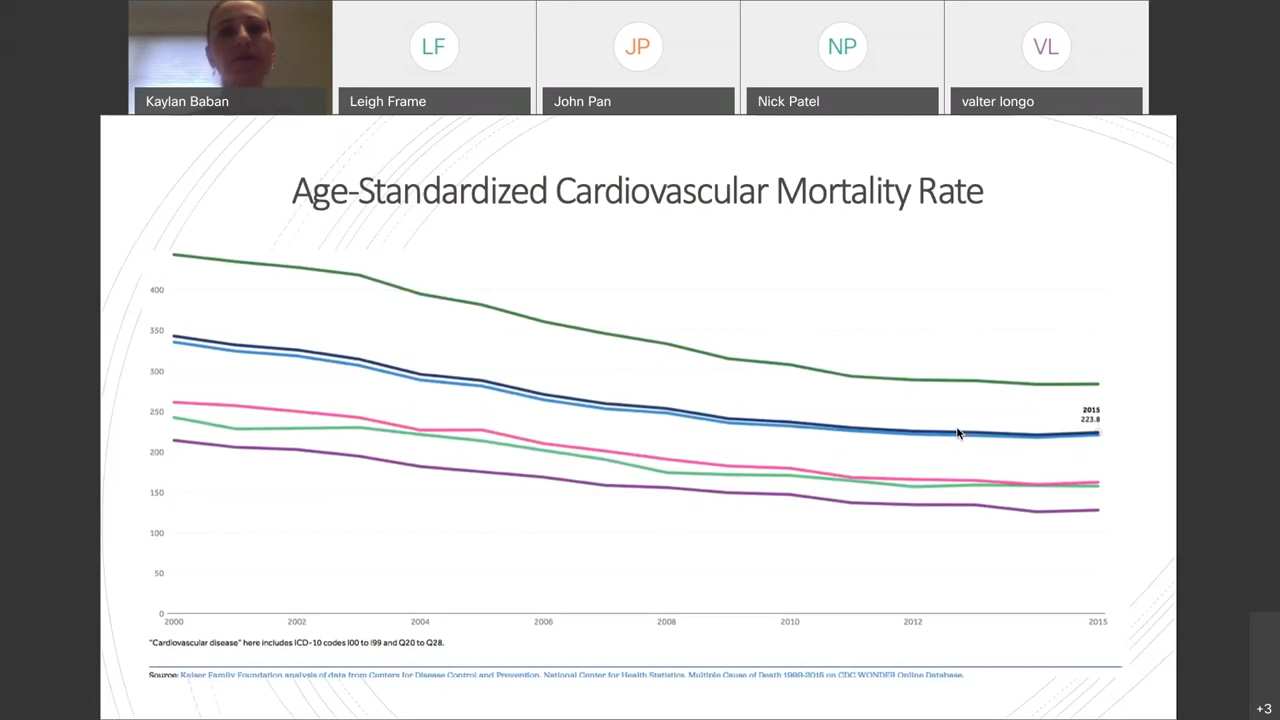 LF
JP
NP
VL
Kaylan Baban
Leigh Frame
John Pan
Nick Patel
valter longo
Age-Standardized Cardiovascular Mortality Rate
400
350
300
250
200
150
100
50
0
2015
223.8
2000
2002
2004
2006
2008
2010
2012
2015
"Cardiovascular disease" here includes ICD-10 codes I00 to I99 and Q20 to Q28.
Source: Kaiser Family Foundation analysis of data from Centers for Disease Control and Prevention, National Center for Health Statistics. Multiple Cause of Death 1999-2015 on CDC WONDER Online Database.
+3